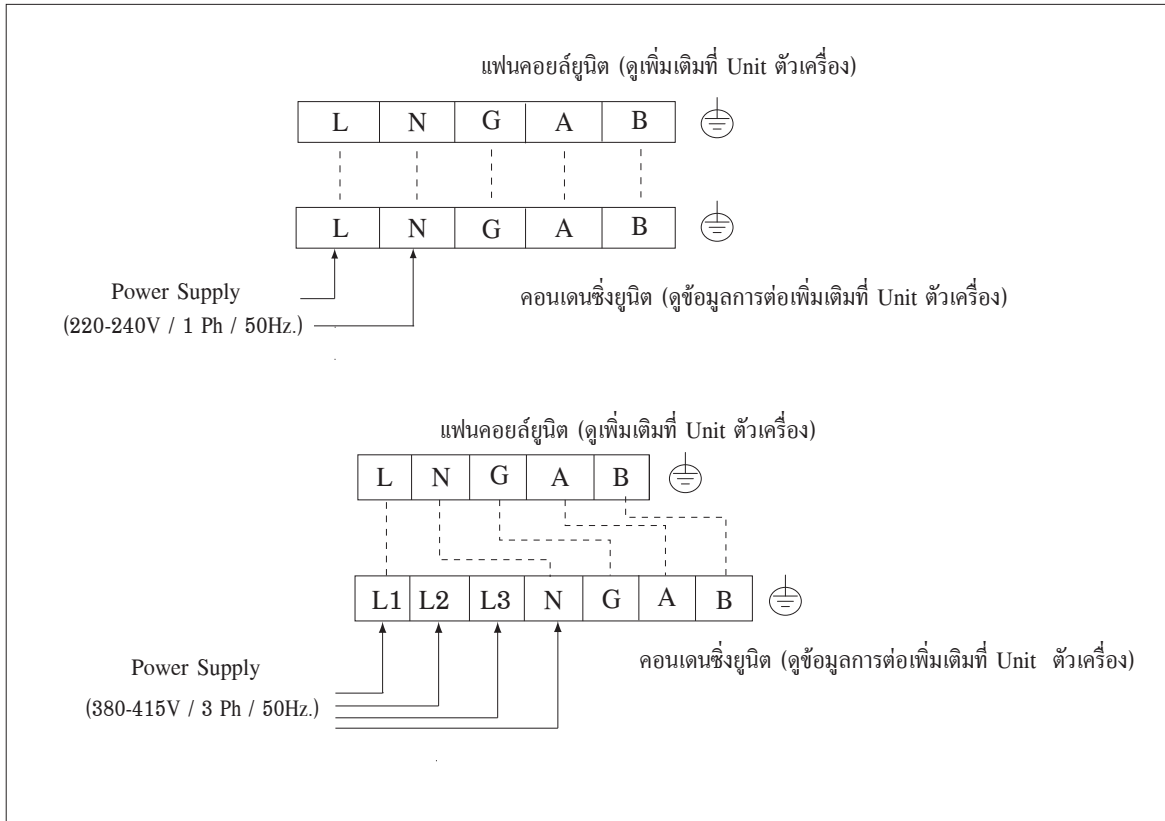 แฟนคอยล์ยูนิต (ดูเพิ่มเติมที่ Unit ตัวเครื่อง)
L N G A B
L N G A B
Power Supply
(220-240V / 1 Ph / 50Hz.)
คอนเดนซิ่งยูนิต (ดูข้อมูลการต่อเพิ่มเติมที่ Unit ตัวเครื่อง)
แฟนคอยล์ยูนิต (ดูเพิ่มเติมที่ Unit ตัวเครื่อง)
L N G A B
L1 L2 L3 N G A B
Power Supply
(380-415V / 3 Ph / 50Hz.)
คอนเดนซิ่งยูนิต (ดูข้อมูลการต่อเพิ่มเติมที่ Unit ตัวเครื่อง)